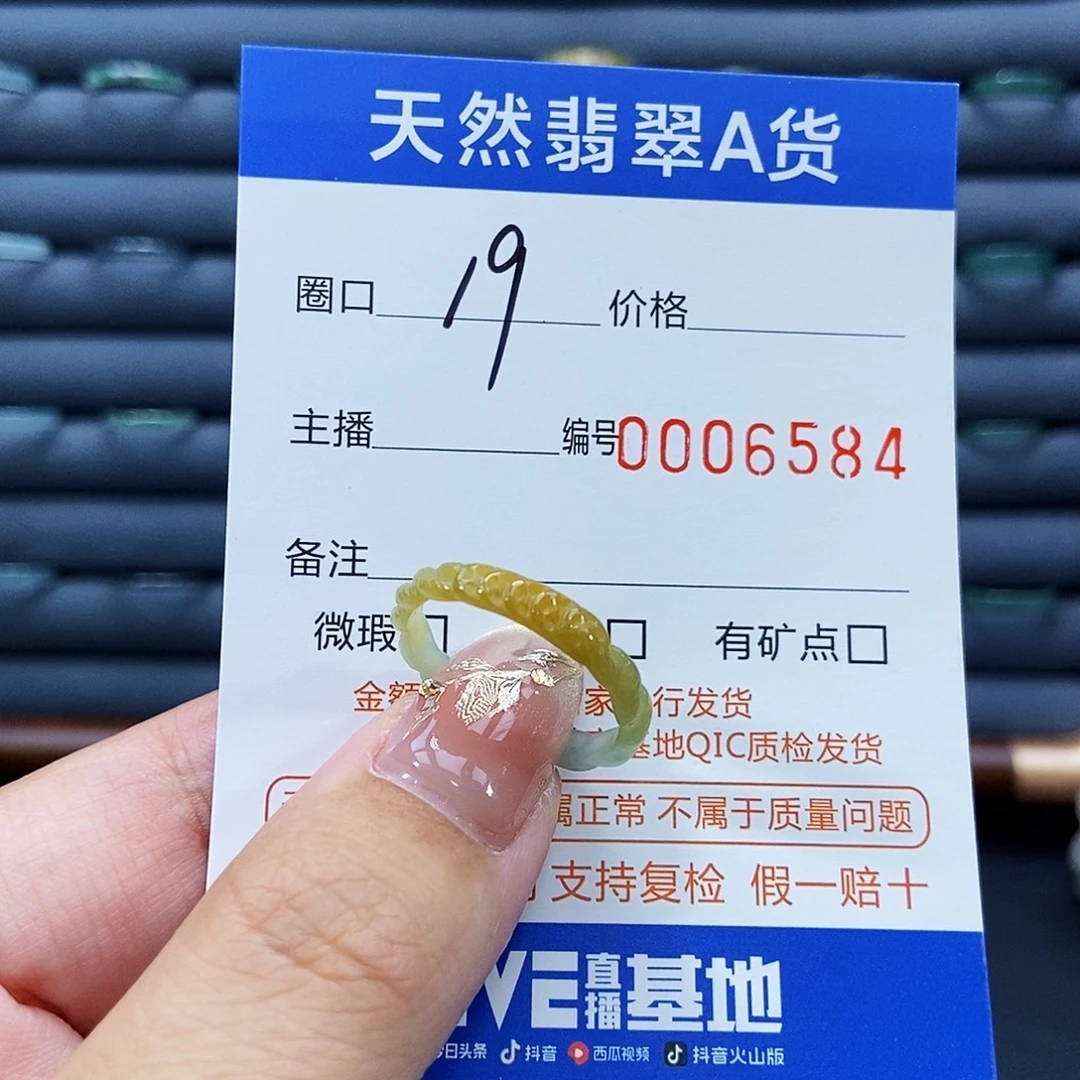 天然翡翠A货
圈口 19 价格
主播 编号0006584
备注
微瑕 有矿点
金额 家 行发货
基地QIC质检发货
属正常 不属于质量问题
支持复检 假一赔十
VE直播基地
今日头条 抖音 西瓜视频 抖音火山版